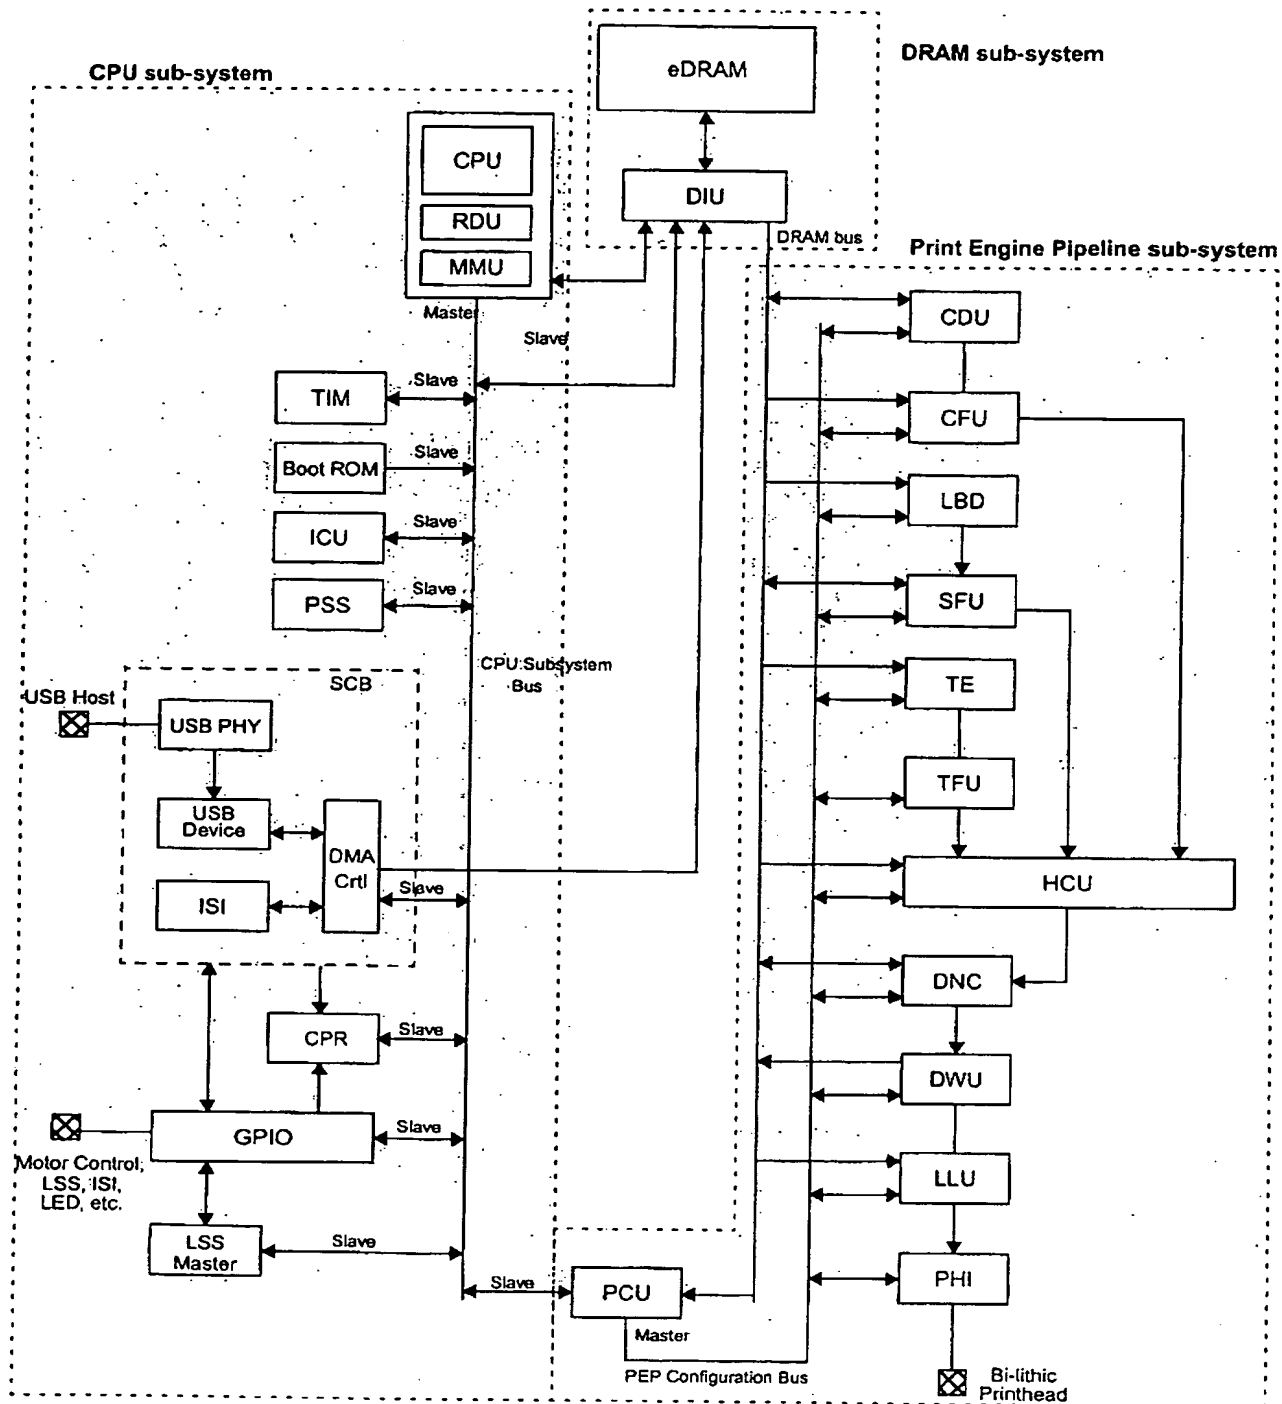 CPU sub-system
DRAM sub-system
eDRAM
DIU
DRAM bus
CPU
RDU
MMU
Master
Slave
Print Engine Pipeline sub-system
TIM
Slave
Boot ROM
Slave
ICU
Slave
PSS
Slave
CPU Subsystem
Bus
SCB
USB Host
USB PHY
USB
Device
DMA
Crtl
Slave
ISI
CPR
Slave
GPIO
Slave
Motor Control,
LSS, ISI,
LED, etc.
LSS
Master
Slave
Slave
PCU
Master
PEP Configuration Bus
CDU
CFU
LBD
SFU
TE
TFU
HCU
DNC
DWU
LLU
PHI
Bi-lithic
Printhead